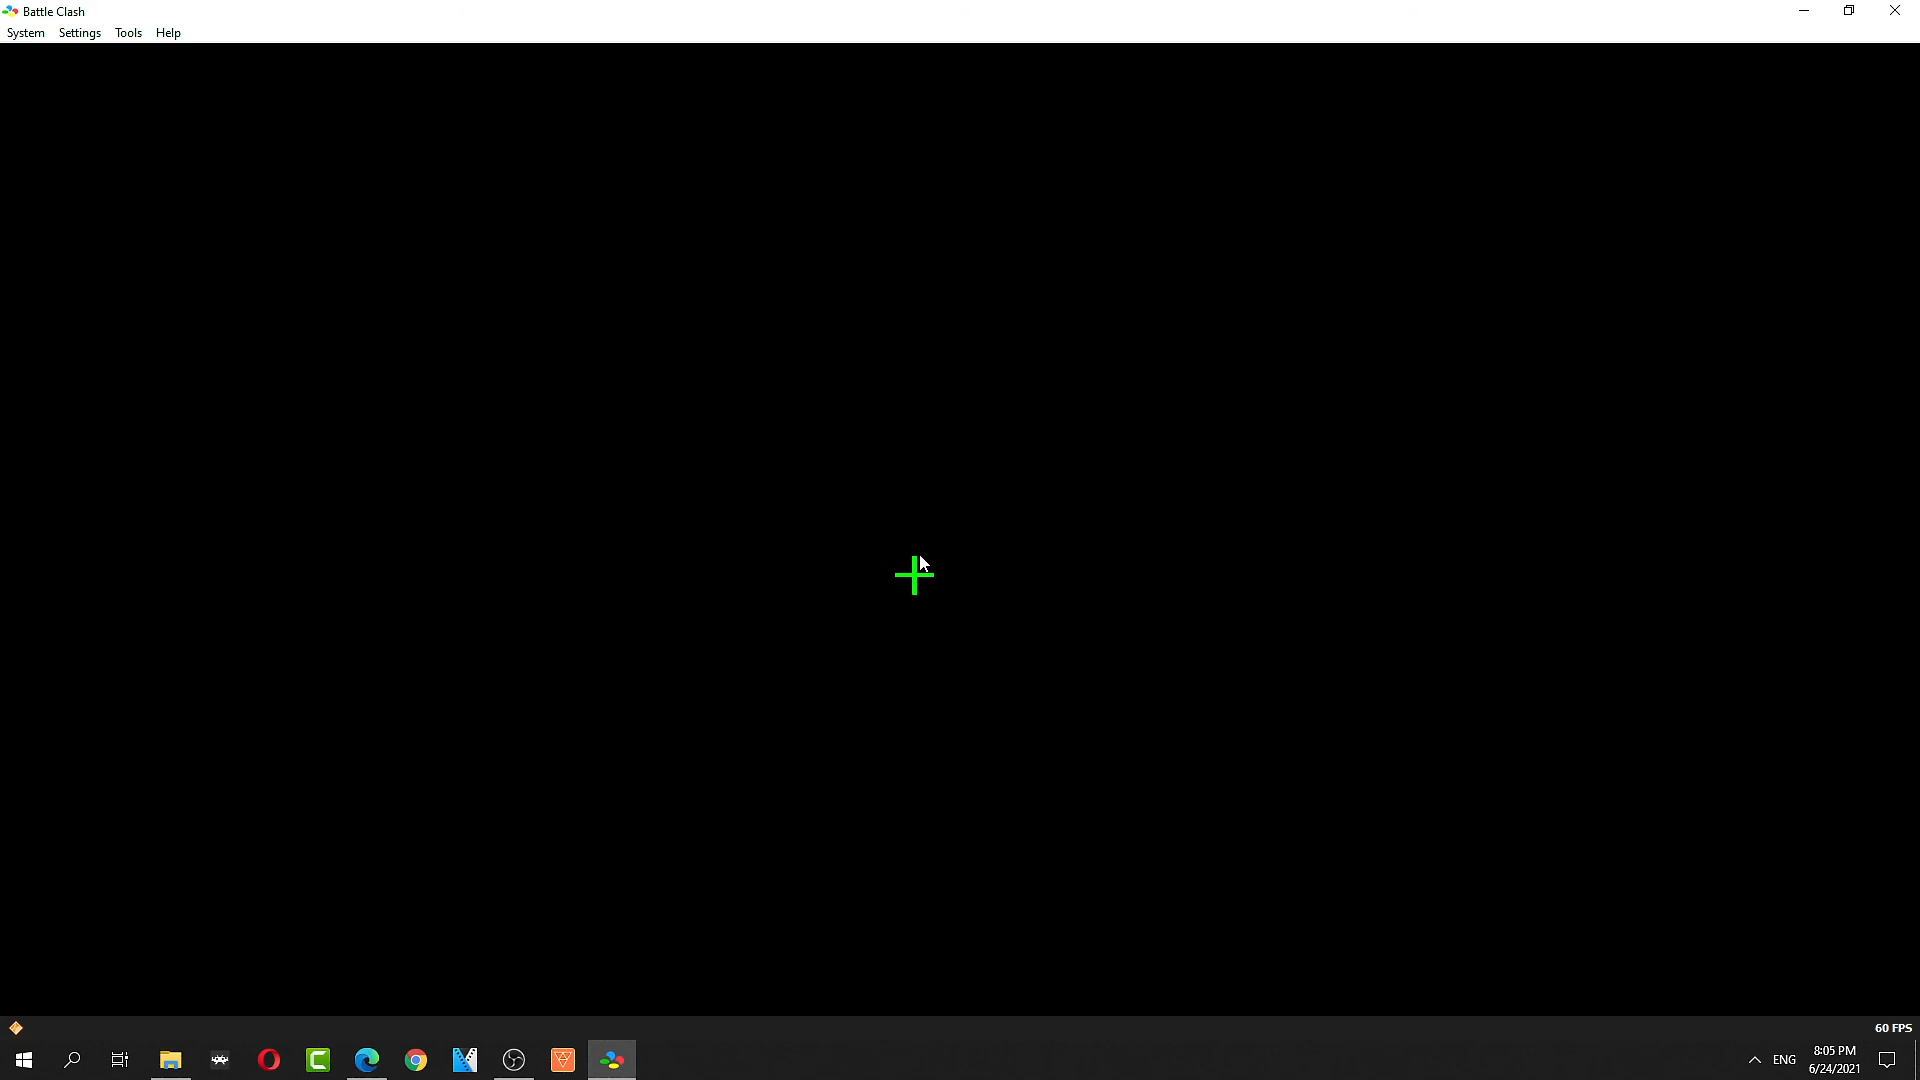 Battle Clash
System Settings Tools Help
60 FPS
ENG
8:05 PM
6/24/2021